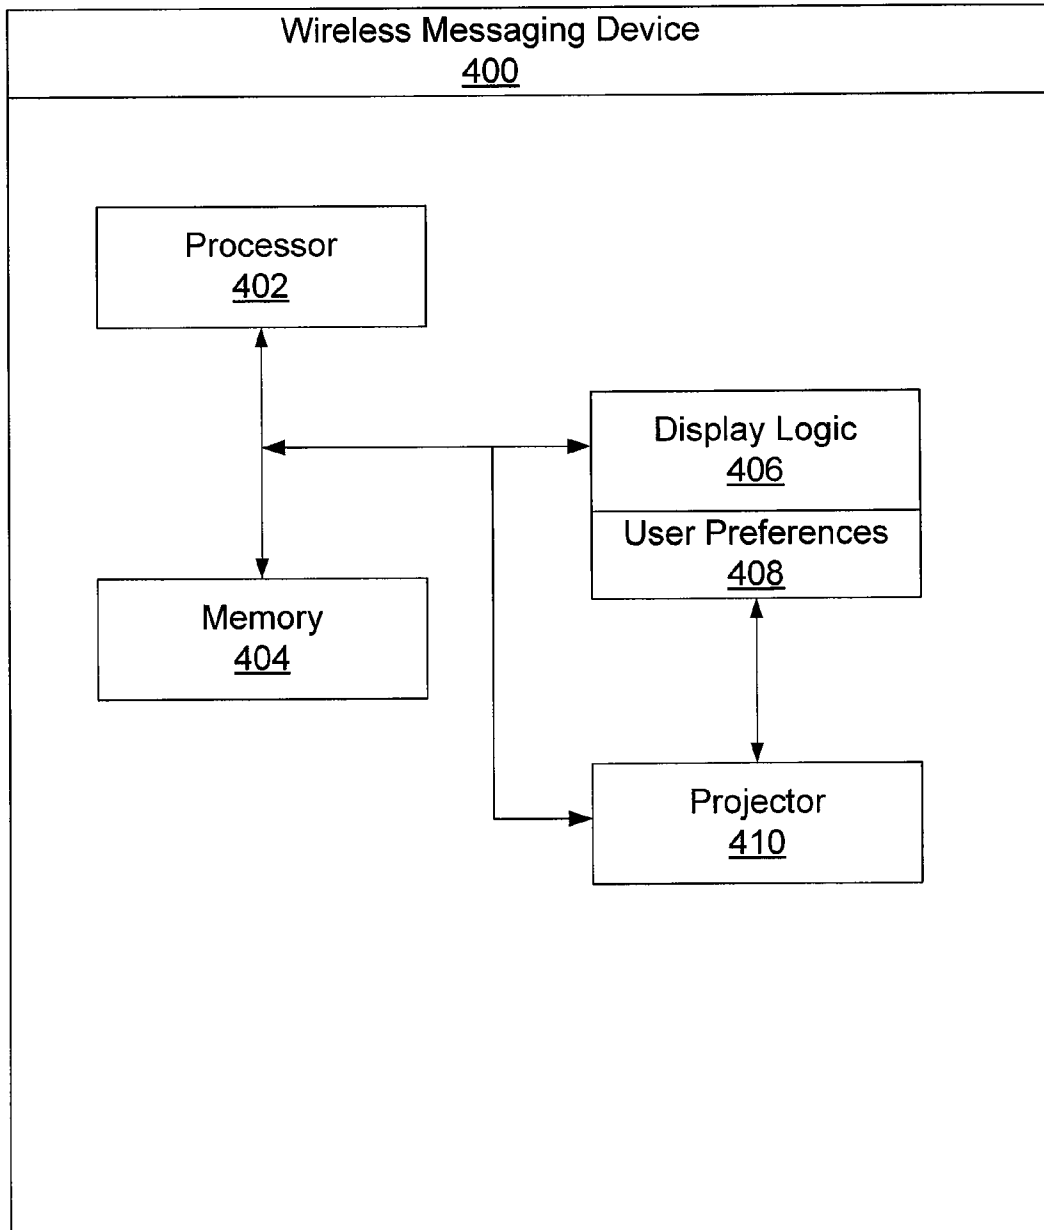 Wireless Messaging Device
400
Processor
402
Display Logic
406
User Preferences
408
Memory
404
Projector
410